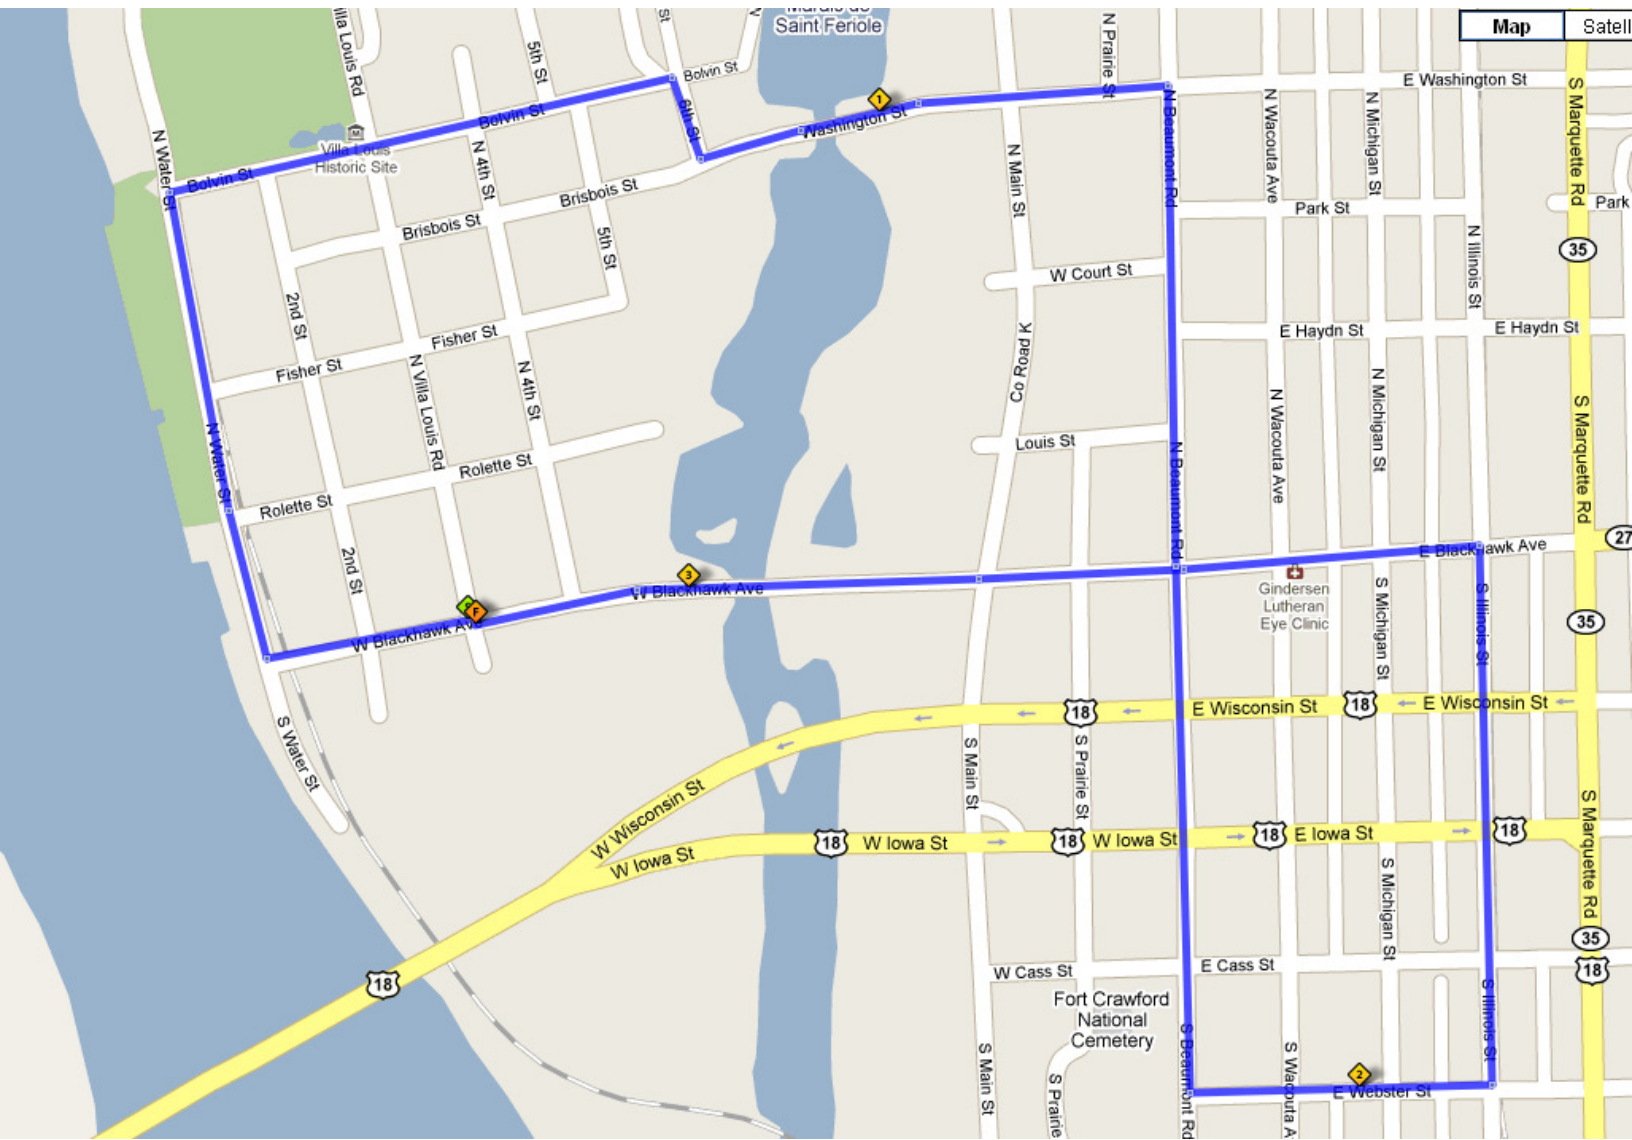 Marais de
Saint Feriole
Map
Satell
N Prairie St
5th St
Villa Louis Rd
Bolvin St
E Washington St
6th St
Bolvin St
1
Washington St
N Beaumont Rd
N Wacouta Ave
N Michigan St
S Marquette Rd
N Water St
Villa Louis
Historic Site
Bolvin St
N 4th St
N Main St
Brisbois St
Brisbois St
Park St
Park
5th St
N Illinois St
35
W Court St
2nd St
Fisher St
Fisher St
E Haydn St
E Haydn St
Co Road K
N Villa Louis Rd
N 4th St
N Wacouta Ave
N Michigan St
S Marquette Rd
N Water St
Rolette St
Rolette St
Louis St
N Beaumont Rd
2nd St
27
E Blackhawk Ave
3
W Blackhawk Ave
F
W Blackhawk Ave
Gindersen
Lutheran
Eye Clinic
S Michigan St
S Illinois St
35
S Water St
18
E Wisconsin St
18
E Wisconsin St
S Main St
S Prairie St
W Wisconsin St
W Iowa St
18
W Iowa St
18
W Iowa St
18
E Iowa St
18
S Marquette Rd
S Michigan St
35
18
18
W Cass St
E Cass St
Fort Crawford
National
Cemetery
S Illinois St
S Main St
S Prairie
S Beaumont Rd
S Wacouta A
2
E Webster St